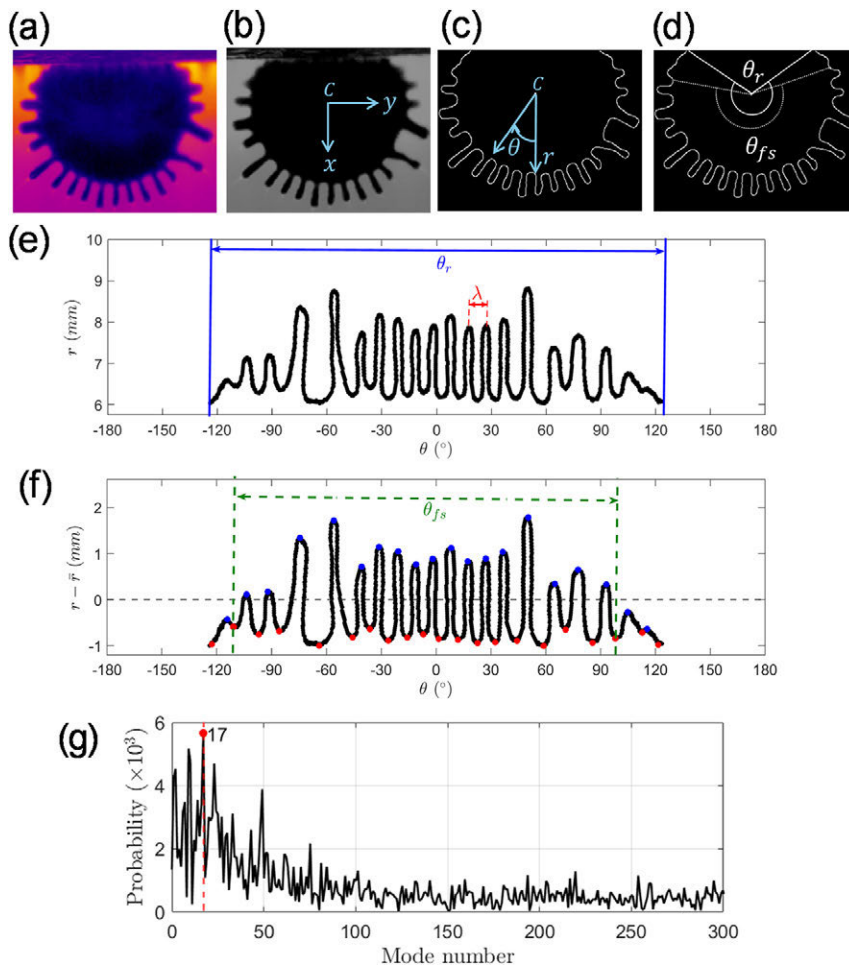 (a) (b) (c) (d)
C
y
x
C
θ
r
θr
θfs
(e)
θr
λ
10
9
8
7
6
r (mm)
-180 -150 -120 -90 -60 -30 0 30 60 90 120 150 180
θ (°)
(f)
θfs
2
1
0
-1
r − r̄ (mm)
-180 -150 -120 -90 -60 -30 0 30 60 90 120 150 180
θ (°)
(g)
17
6
4
2
0
Probability (×10³)
0 50 100 150 200 250 300
Mode number